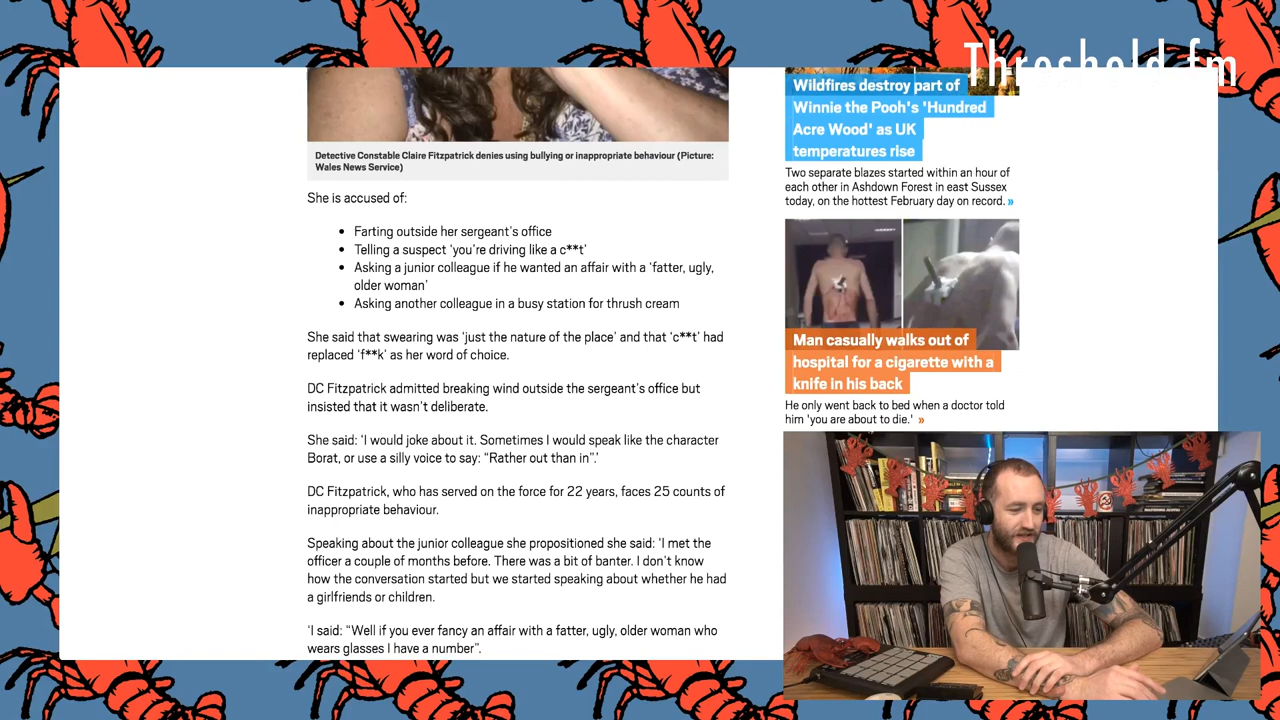 Threshold.fm
Detective Constable Claire Fitzpatrick denies using bullying or inappropriate behaviour (Picture:
Wales News Service)
She is accused of:
• Farting outside her sergeant's office
• Telling a suspect ‘you’re driving like a c**t’
• Asking a junior colleague if he wanted an affair with a ‘fatter, ugly,
older woman’
• Asking another colleague in a busy station for thrush cream
She said that swearing was ‘just the nature of the place’ and that ‘c**t’ had
replaced ‘f**k’ as her word of choice.
DC Fitzpatrick admitted breaking wind outside the sergeant’s office but
insisted that it wasn’t deliberate.
She said: ‘I would joke about it. Sometimes I would speak like the character
Borat, or use a silly voice to say: “Rather out than in”.’
DC Fitzpatrick, who has served on the force for 22 years, faces 25 counts of
inappropriate behaviour.
Speaking about the junior colleague she propositioned she said: ‘I met the
officer a couple of months before. There was a bit of banter. I don’t know
how the conversation started but we started speaking about whether he had
a girlfriends or children.
‘I said: “Well if you ever fancy an affair with a fatter, ugly, older woman who
wears glasses I have a number”.
Wildfires destroy part of
Winnie the Pooh's 'Hundred
Acre Wood' as UK
temperatures rise
Two separate blazes started within an hour of
each other in Ashdown Forest in east Sussex
today, on the hottest February day on record. »
Man casually walks out of
hospital for a cigarette with a
knife in his back
He only went back to bed when a doctor told
him 'you are about to die.' »